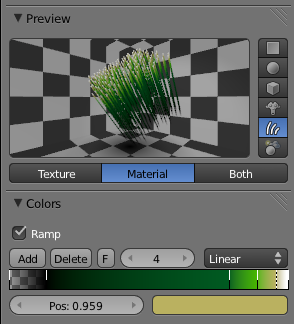 Preview
Texture Material Both
Colors
Ramp
Add Delete F 4 Linear
Pos: 0.959